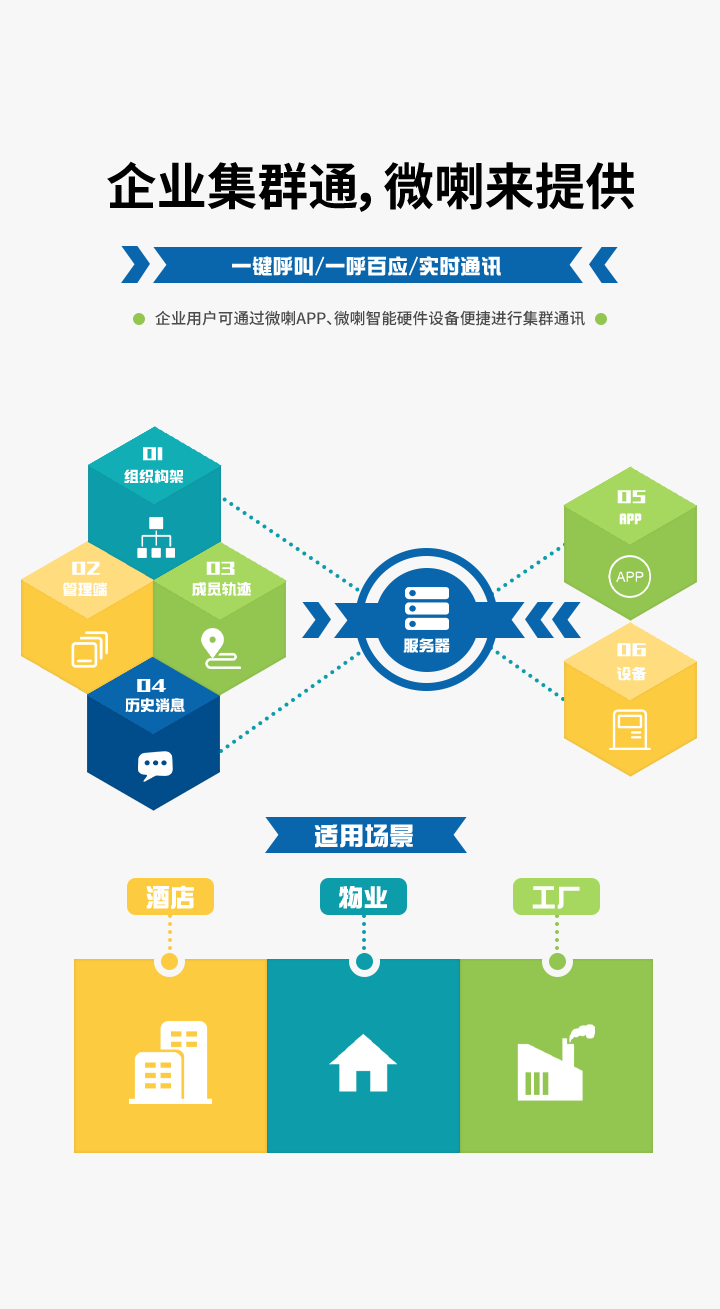 企业集群通，微喇来提供
一键呼叫/一呼百应/实时通讯
企业用户可通过微喇APP、微喇智能硬件设备便捷进行集群通讯
01
组织构架
02
管理端
03
成员轨迹
04
历史消息
服务器
05
APP
APP
06
设备
适用场景
酒店
物业
工厂